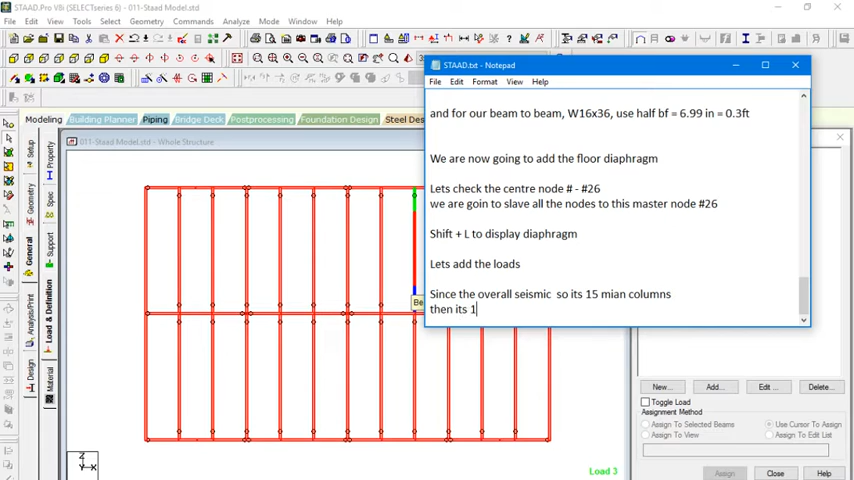 STAAD.Pro V8i (SELECTseries 6) - 011-Staad Model.std
File Edit View Tools Select Geometry Commands Analyze Mode Window Help
Modeling Building Planner Piping Bridge Deck Postprocessing Foundation Design Steel Des
011-Staad Model.std - Whole Structure
Setup
Geometry
General
Analysis/Print
Design
Property
Spec
Support
Load & Definition
Material
Be
Load 3
STAAD.txt - Notepad
File Edit Format View Help
and for our beam to beam, W16x36, use half bf = 6.99 in = 0.3ft
We are now going to add the floor diaphragm
Lets check the centre node # - #26
we are goin to slave all the nodes to this master node #26
Shift + L to display diaphragm
Lets add the loads
Since the overall seismic  so its 15 mian columns
then its 1
New... Add... Edit ... Delete...
Toggle Load
Assignment Method
Assign To Selected Beams Use Cursor To Assign
Assign To View Assign To Edit List
Assign Close Help
Z
Y X